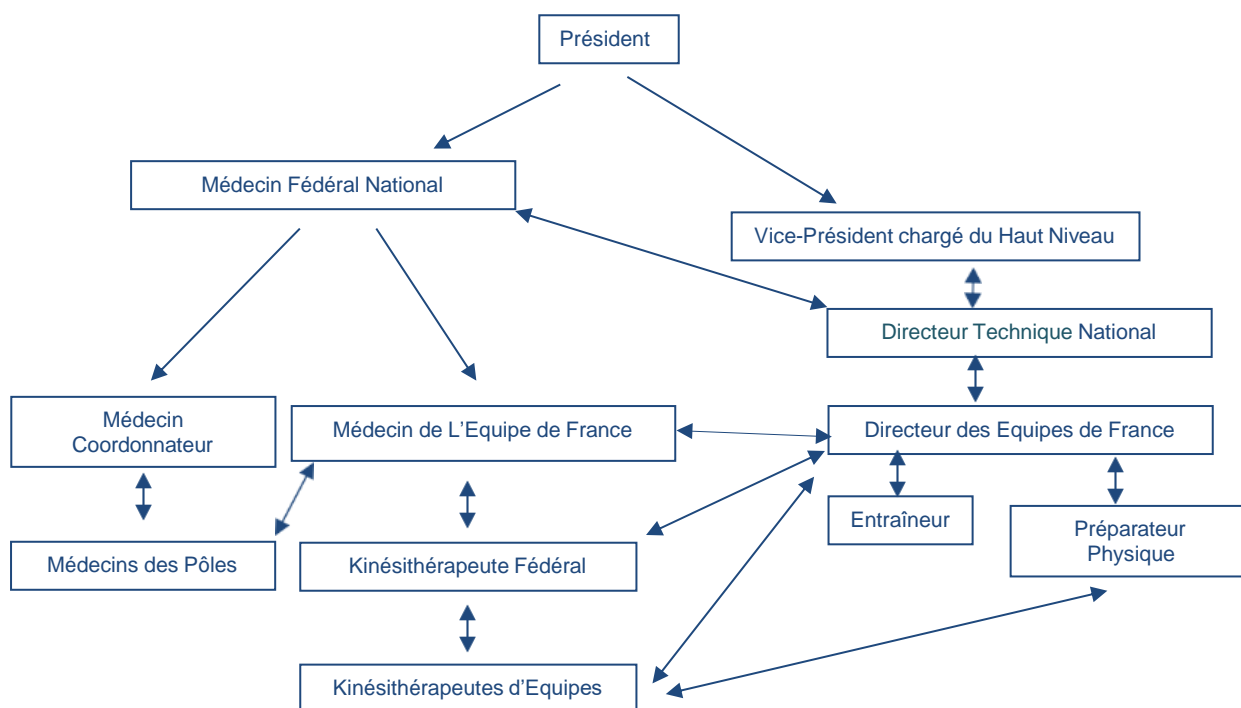 Président
Médecin Fédéral National
Vice-Président chargé du Haut Niveau
Directeur Technique National
Médecin
Coordonnateur
Médecin de L'Equipe de France
Directeur des Equipes de France
Entraîneur
Préparateur
Physique
Médecins des Pôles
Kinésithérapeute Fédéral
Kinésithérapeutes d'Equipes